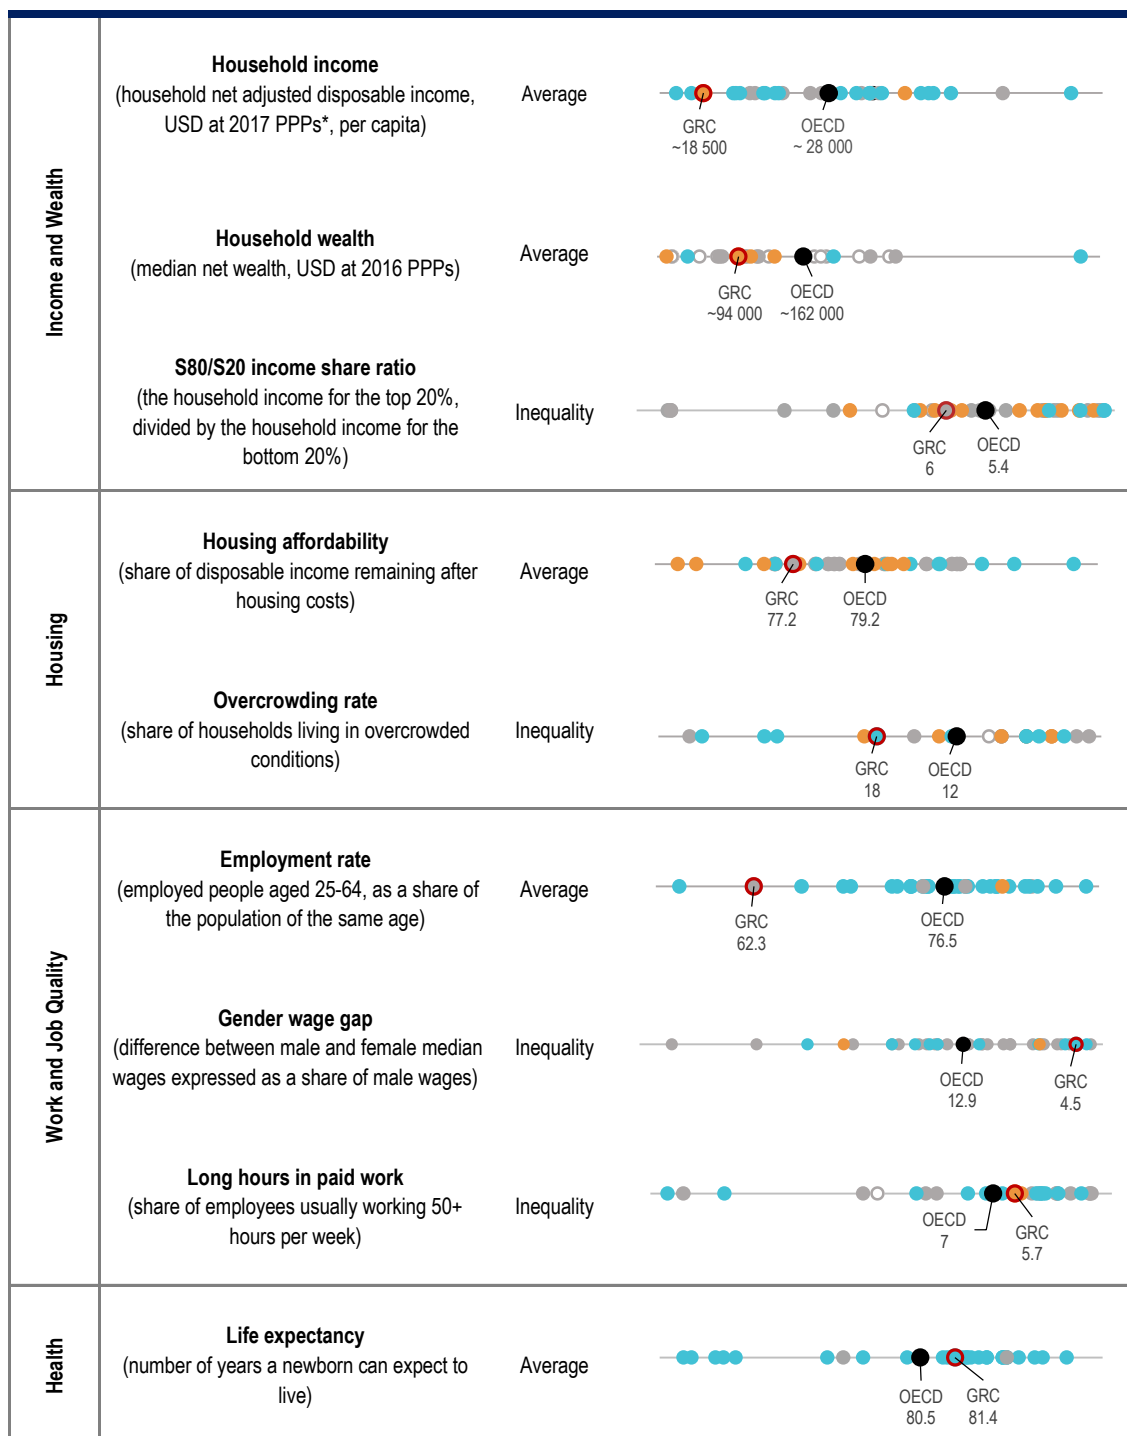 Income and Wealth
Household income
(household net adjusted disposable income,
USD at 2017 PPPs*, per capita)
Average
GRC
~18 500
OECD
~ 28 000
Household wealth
(median net wealth, USD at 2016 PPPs)
Average
GRC
~94 000
OECD
~162 000
S80/S20 income share ratio
(the household income for the top 20%,
divided by the household income for the
bottom 20%)
Inequality
GRC
6
OECD
5.4
Housing
Housing affordability
(share of disposable income remaining after
housing costs)
Average
GRC
77.2
OECD
79.2
Overcrowding rate
(share of households living in overcrowded
conditions)
Inequality
GRC
18
OECD
12
Work and Job Quality
Employment rate
(employed people aged 25-64, as a share of
the population of the same age)
Average
GRC
62.3
OECD
76.5
Gender wage gap
(difference between male and female median
wages expressed as a share of male wages)
Inequality
OECD
12.9
GRC
4.5
Long hours in paid work
(share of employees usually working 50+
hours per week)
Inequality
OECD
7
GRC
5.7
Health
Life expectancy
(number of years a newborn can expect to
live)
Average
OECD
80.5
GRC
81.4